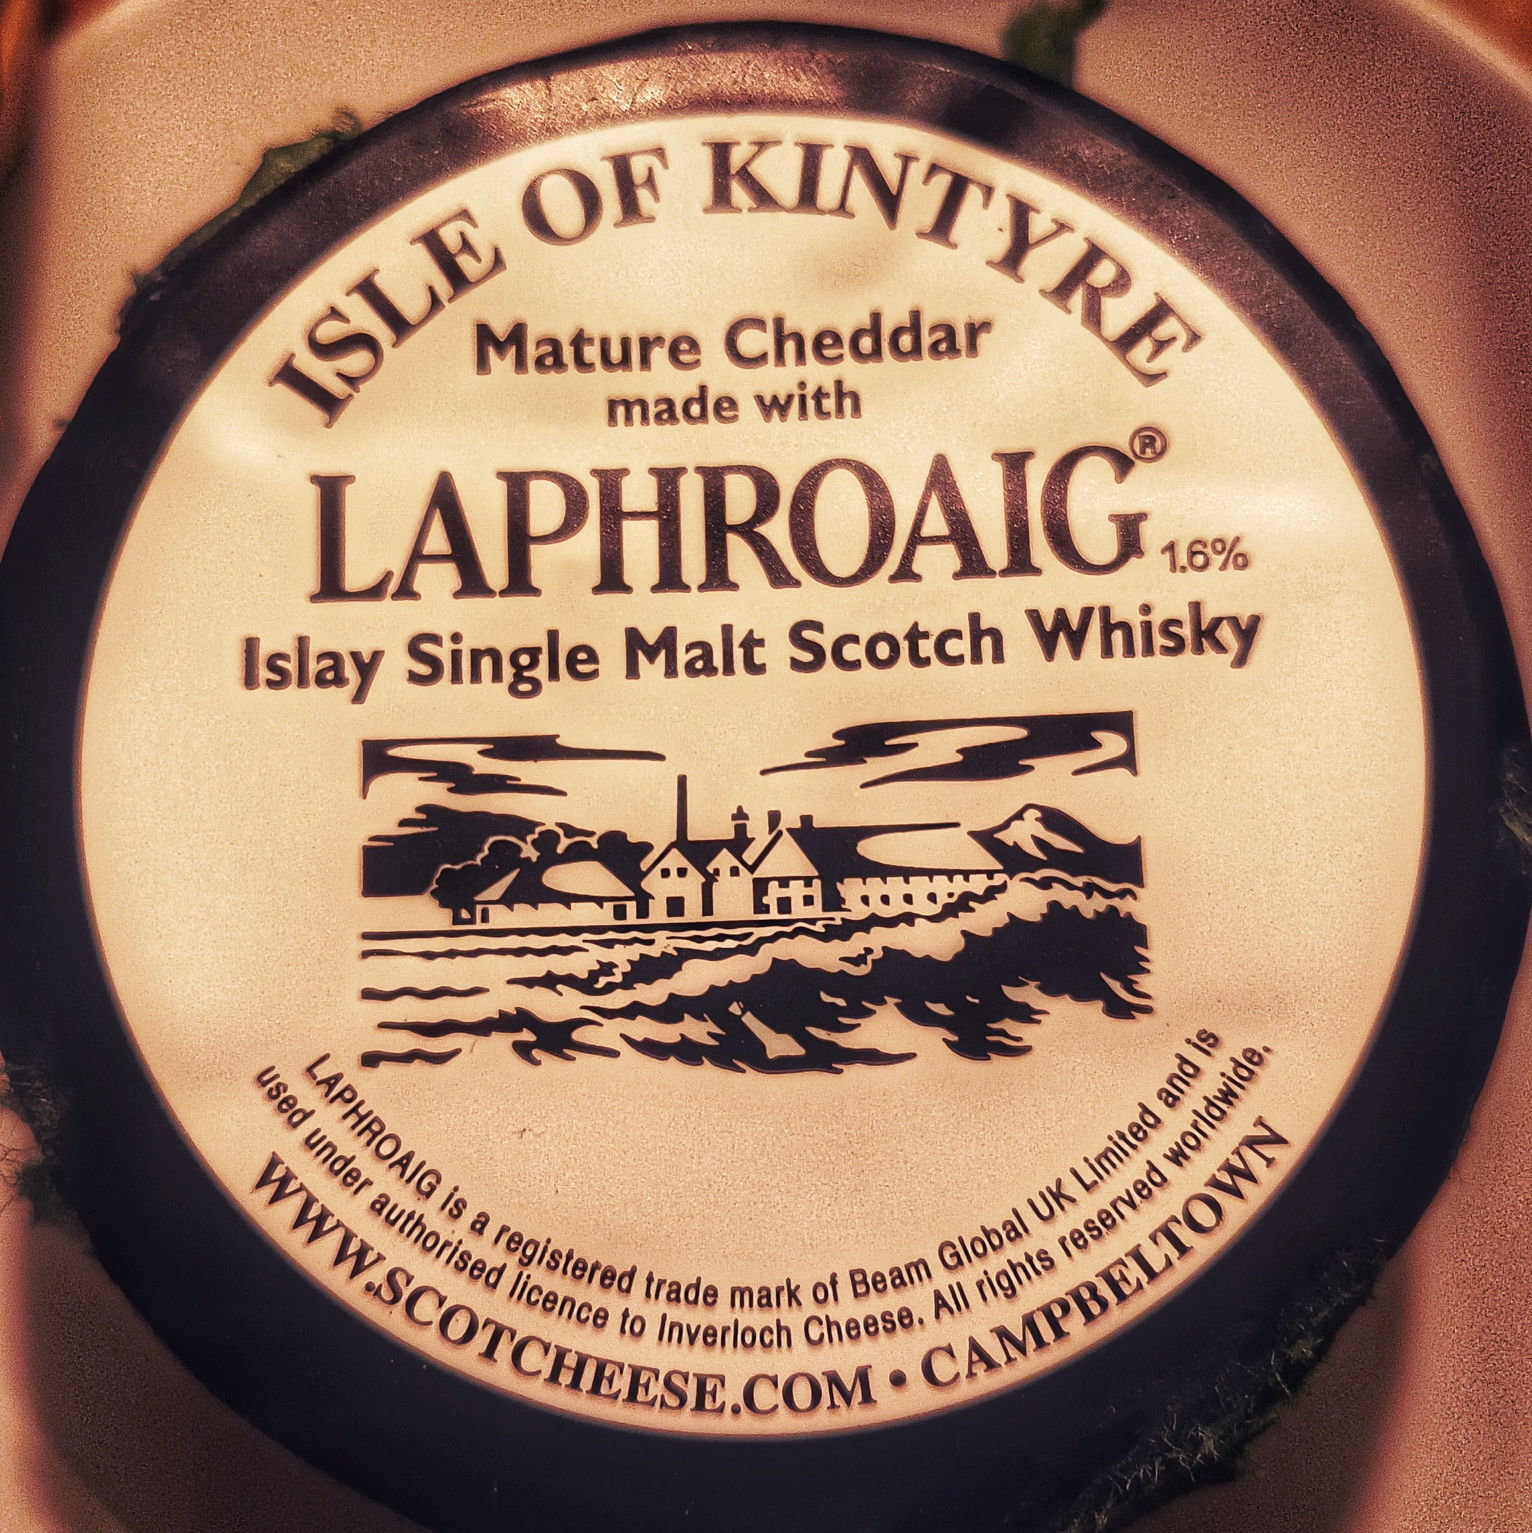 ISLE OF KINTYRE
Mature Cheddar
made with
LAPHROAIG® 1.6%
Islay Single Malt Scotch Whisky
LAPHROAIG is a registered trade mark of Beam Global UK Limited and is
used under authorised licence to Inverloch Cheese. All rights reserved worldwide.
WWW.SCOTCHEESE.COM • CAMPBELTOWN